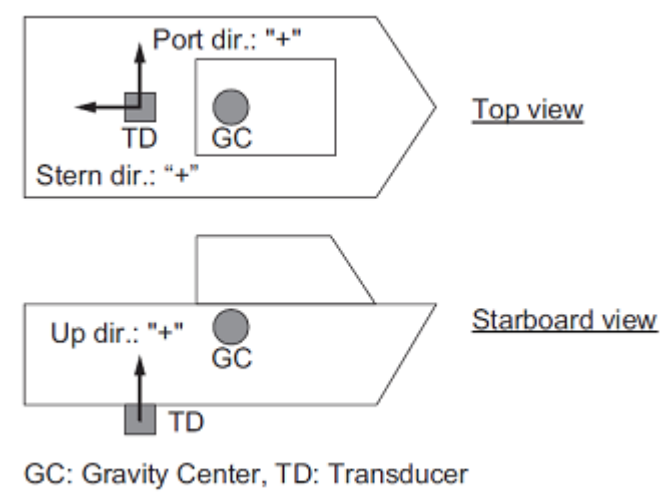 Port dir.: "+"
TD
GC
Top view
Stern dir.: “+”
Up dir.: "+"
GC
Starboard view
TD
GC: Gravity Center, TD: Transducer